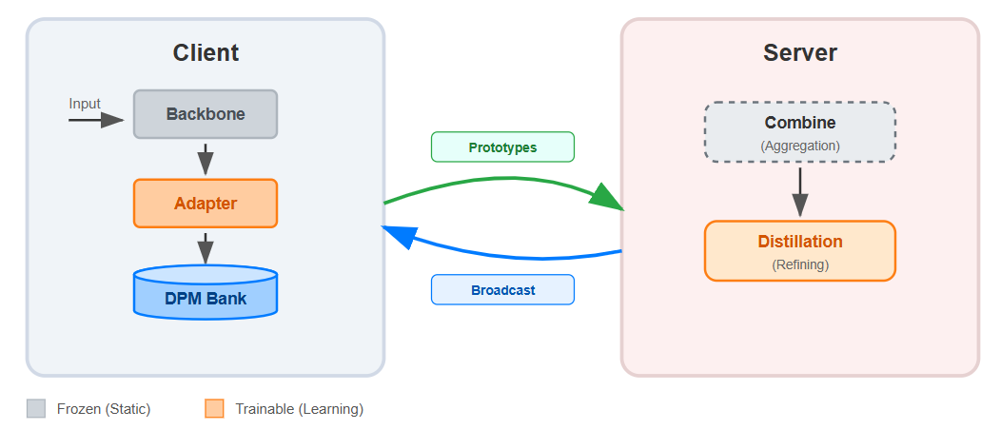 Client
Server
Input
Backbone
Adapter
DPM Bank
Prototypes
Broadcast
Combine
(Aggregation)
Distillation
(Refining)
Frozen (Static)
Trainable (Learning)